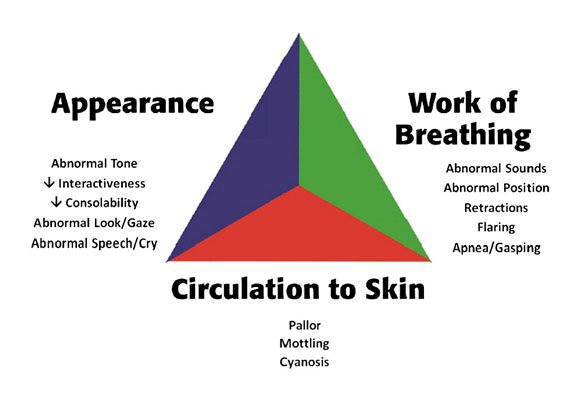 Appearance
Abnormal Tone
↓ Interactiveness
↓ Consolability
Abnormal Look/Gaze
Abnormal Speech/Cry
Work of
Breathing
Abnormal Sounds
Abnormal Position
Retractions
Flaring
Apnea/Gasping
Circulation to Skin
Pallor
Mottling
Cyanosis